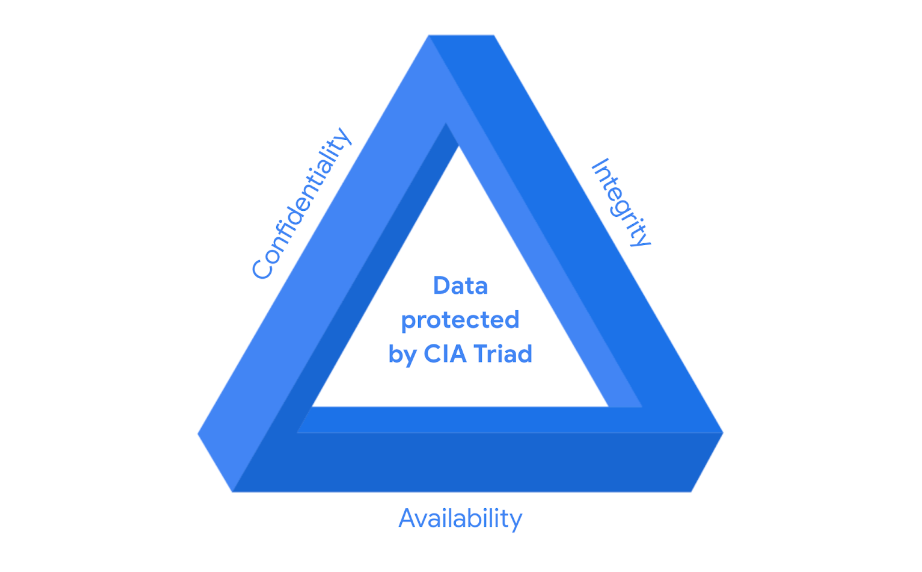 Confidentiality
Integrity
Data
protected
by CIA Triad
Availability